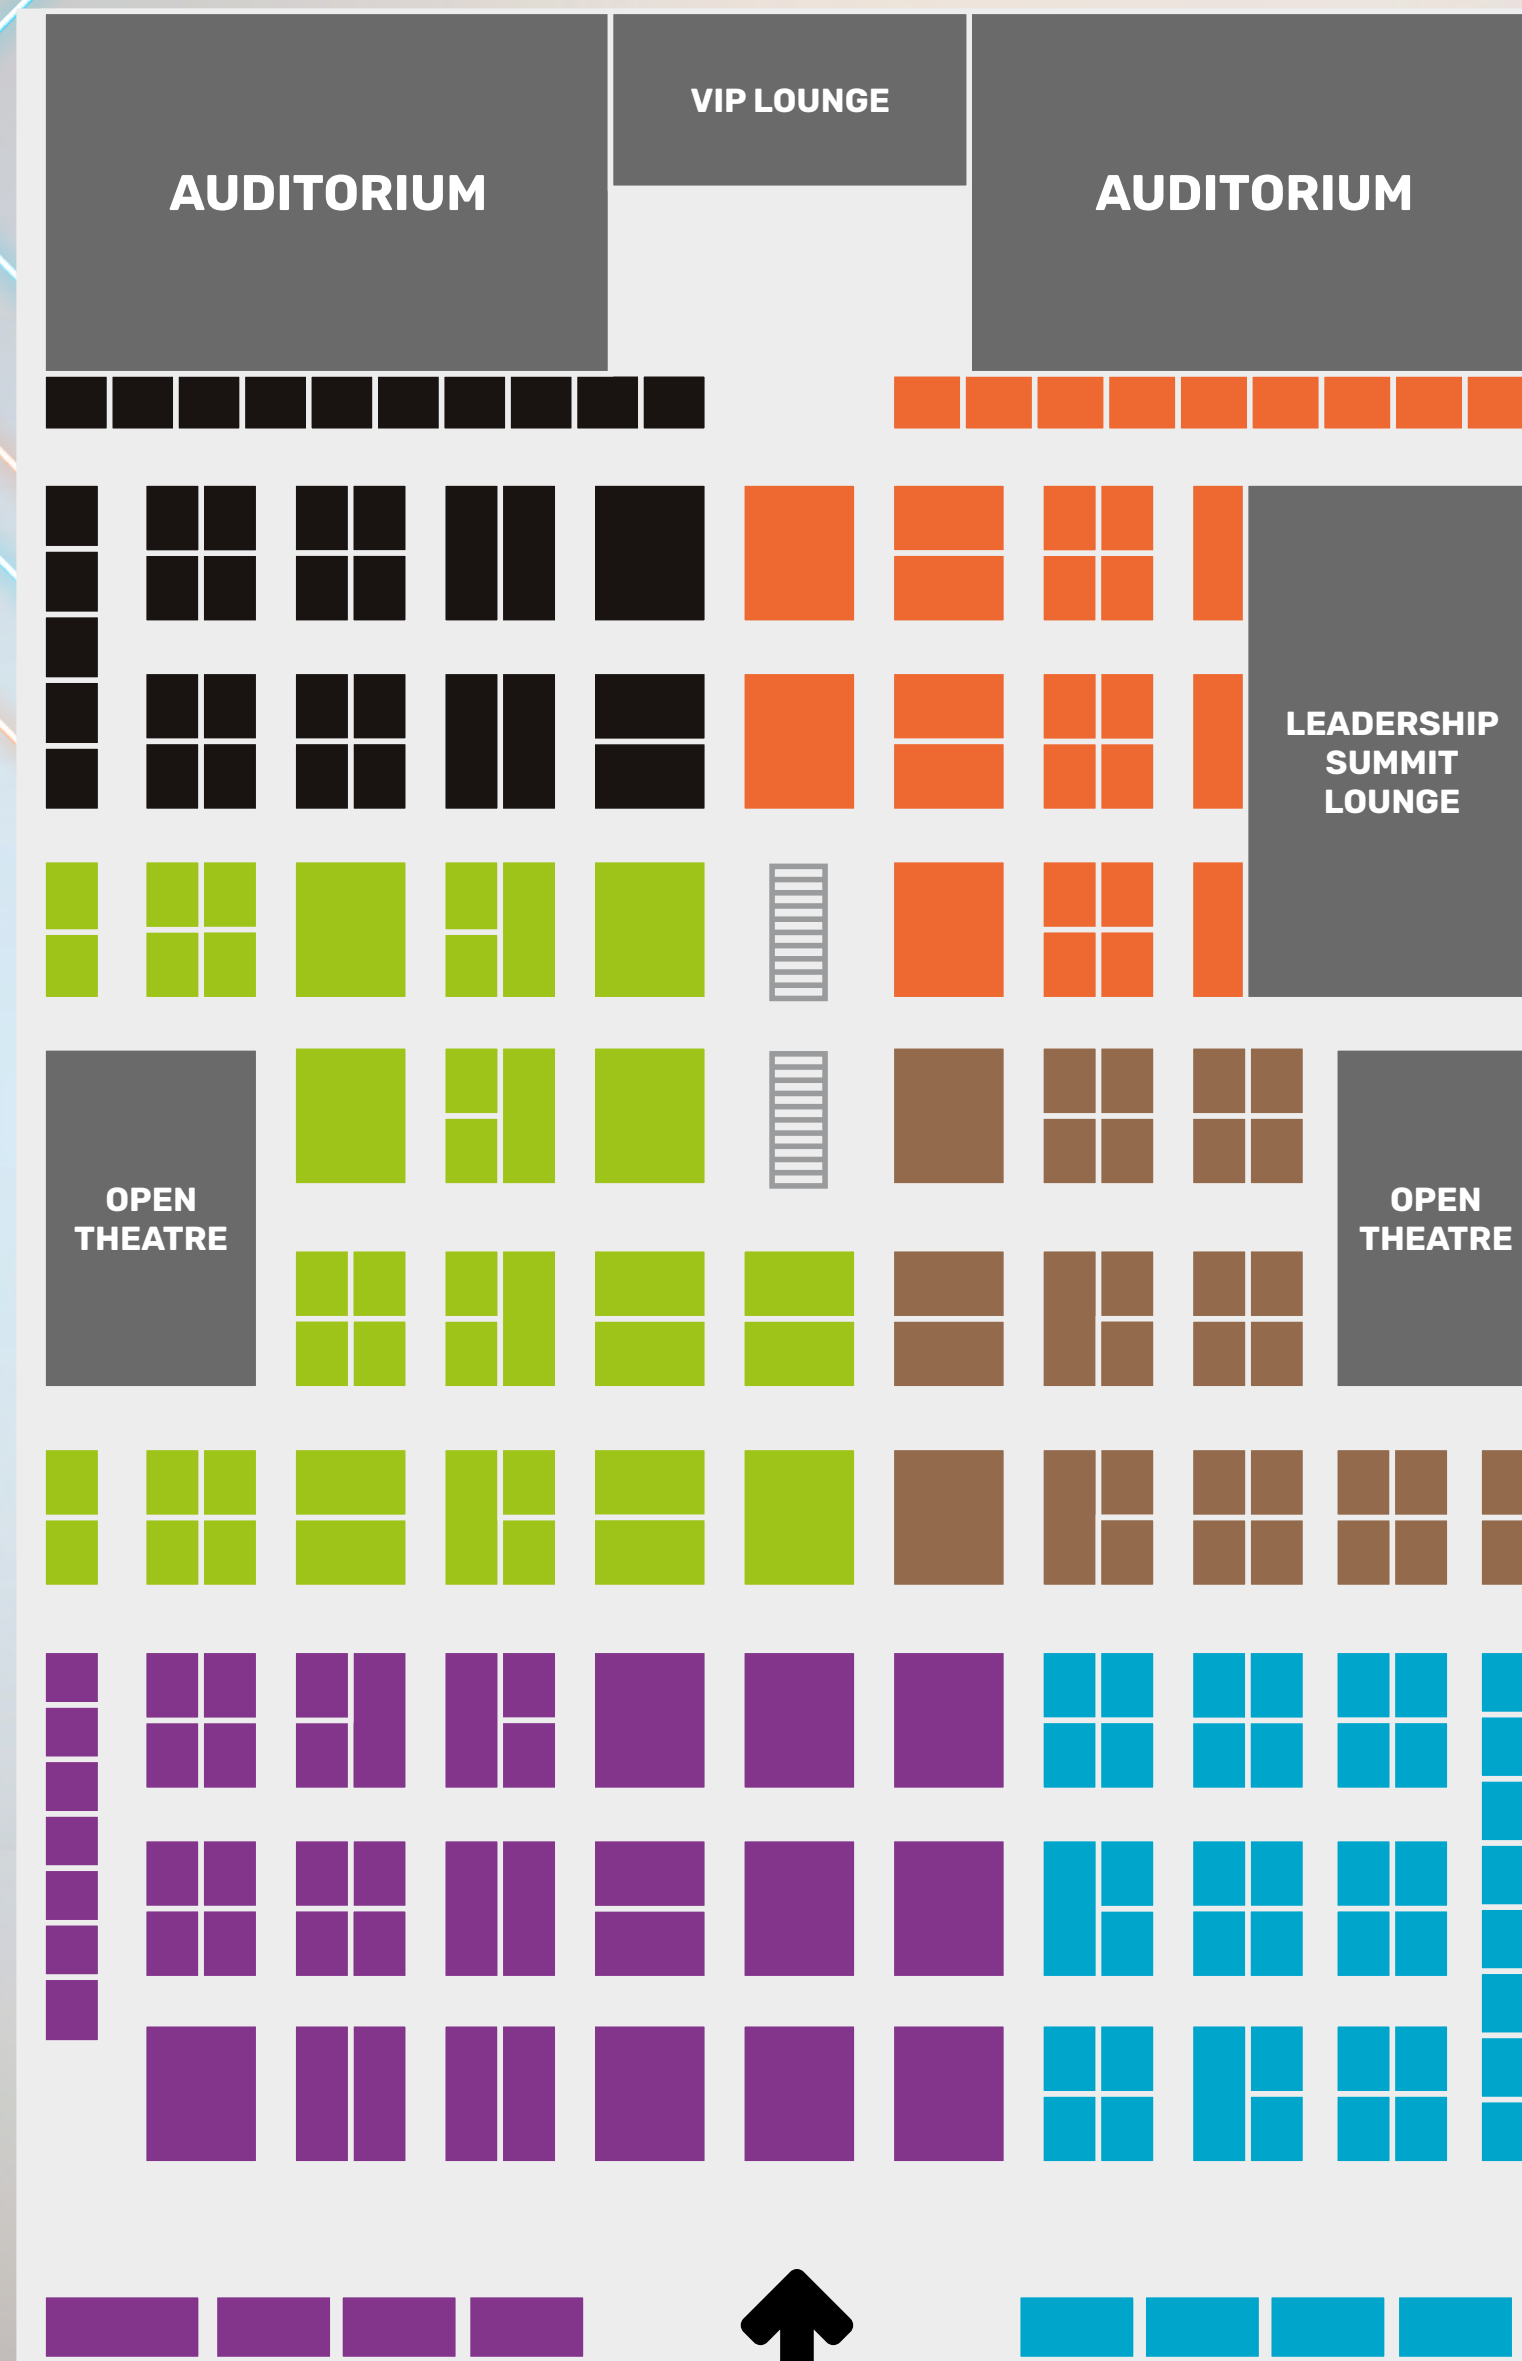 VIP LOUNGE
AUDITORIUM
AUDITORIUM
LEADERSHIP
SUMMIT
LOUNGE
OPEN
THEATRE
OPEN
THEATRE